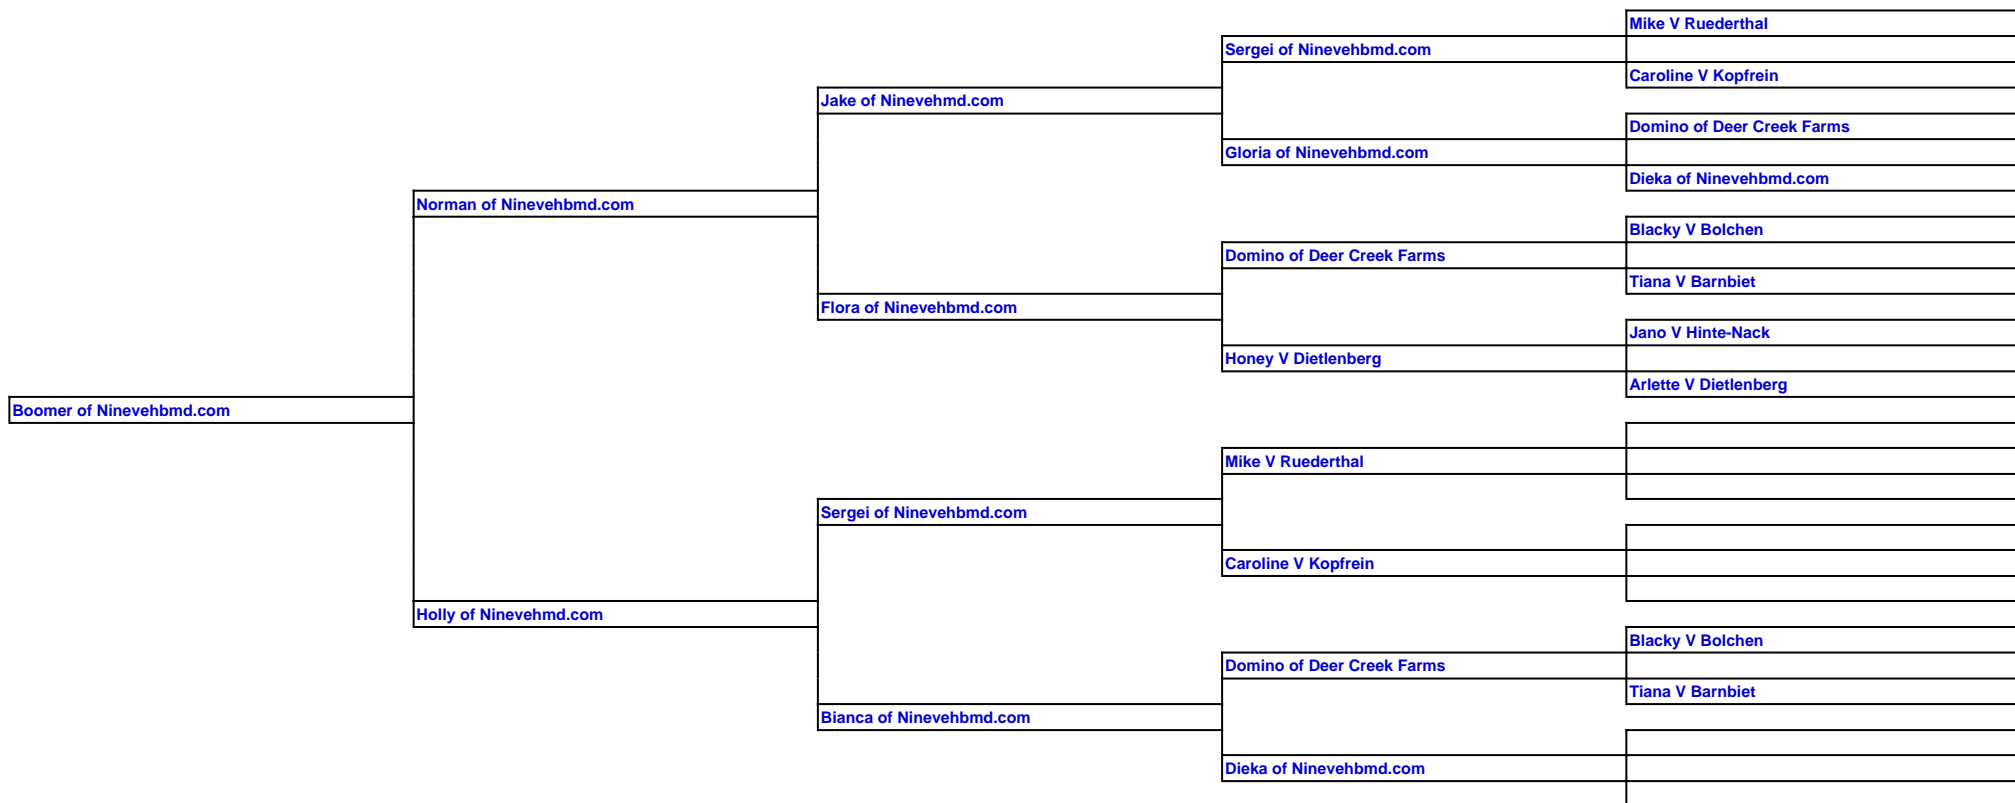 Mike V Ruederthal
Sergei of Ninevehbmd.com
Caroline V Kopfrein
Jake of Ninevehmd.com
Domino of Deer Creek Farms
Gloria of Ninevehbmd.com
Dieka of Ninevehbmd.com
Norman of Ninevehbmd.com
Blacky V Bolchen
Domino of Deer Creek Farms
Tiana V Barnbiet
Flora of Ninevehbmd.com
Jano V Hinte-Nack
Honey V Dietlenberg
Arlette V Dietlenberg
Boomer of Ninevehbmd.com
Mike V Ruederthal
Sergei of Ninevehbmd.com
Caroline V Kopfrein
Holly of Ninevehmd.com
Blacky V Bolchen
Domino of Deer Creek Farms
Tiana V Barnbiet
Bianca of Ninevehbmd.com
Dieka of Ninevehbmd.com